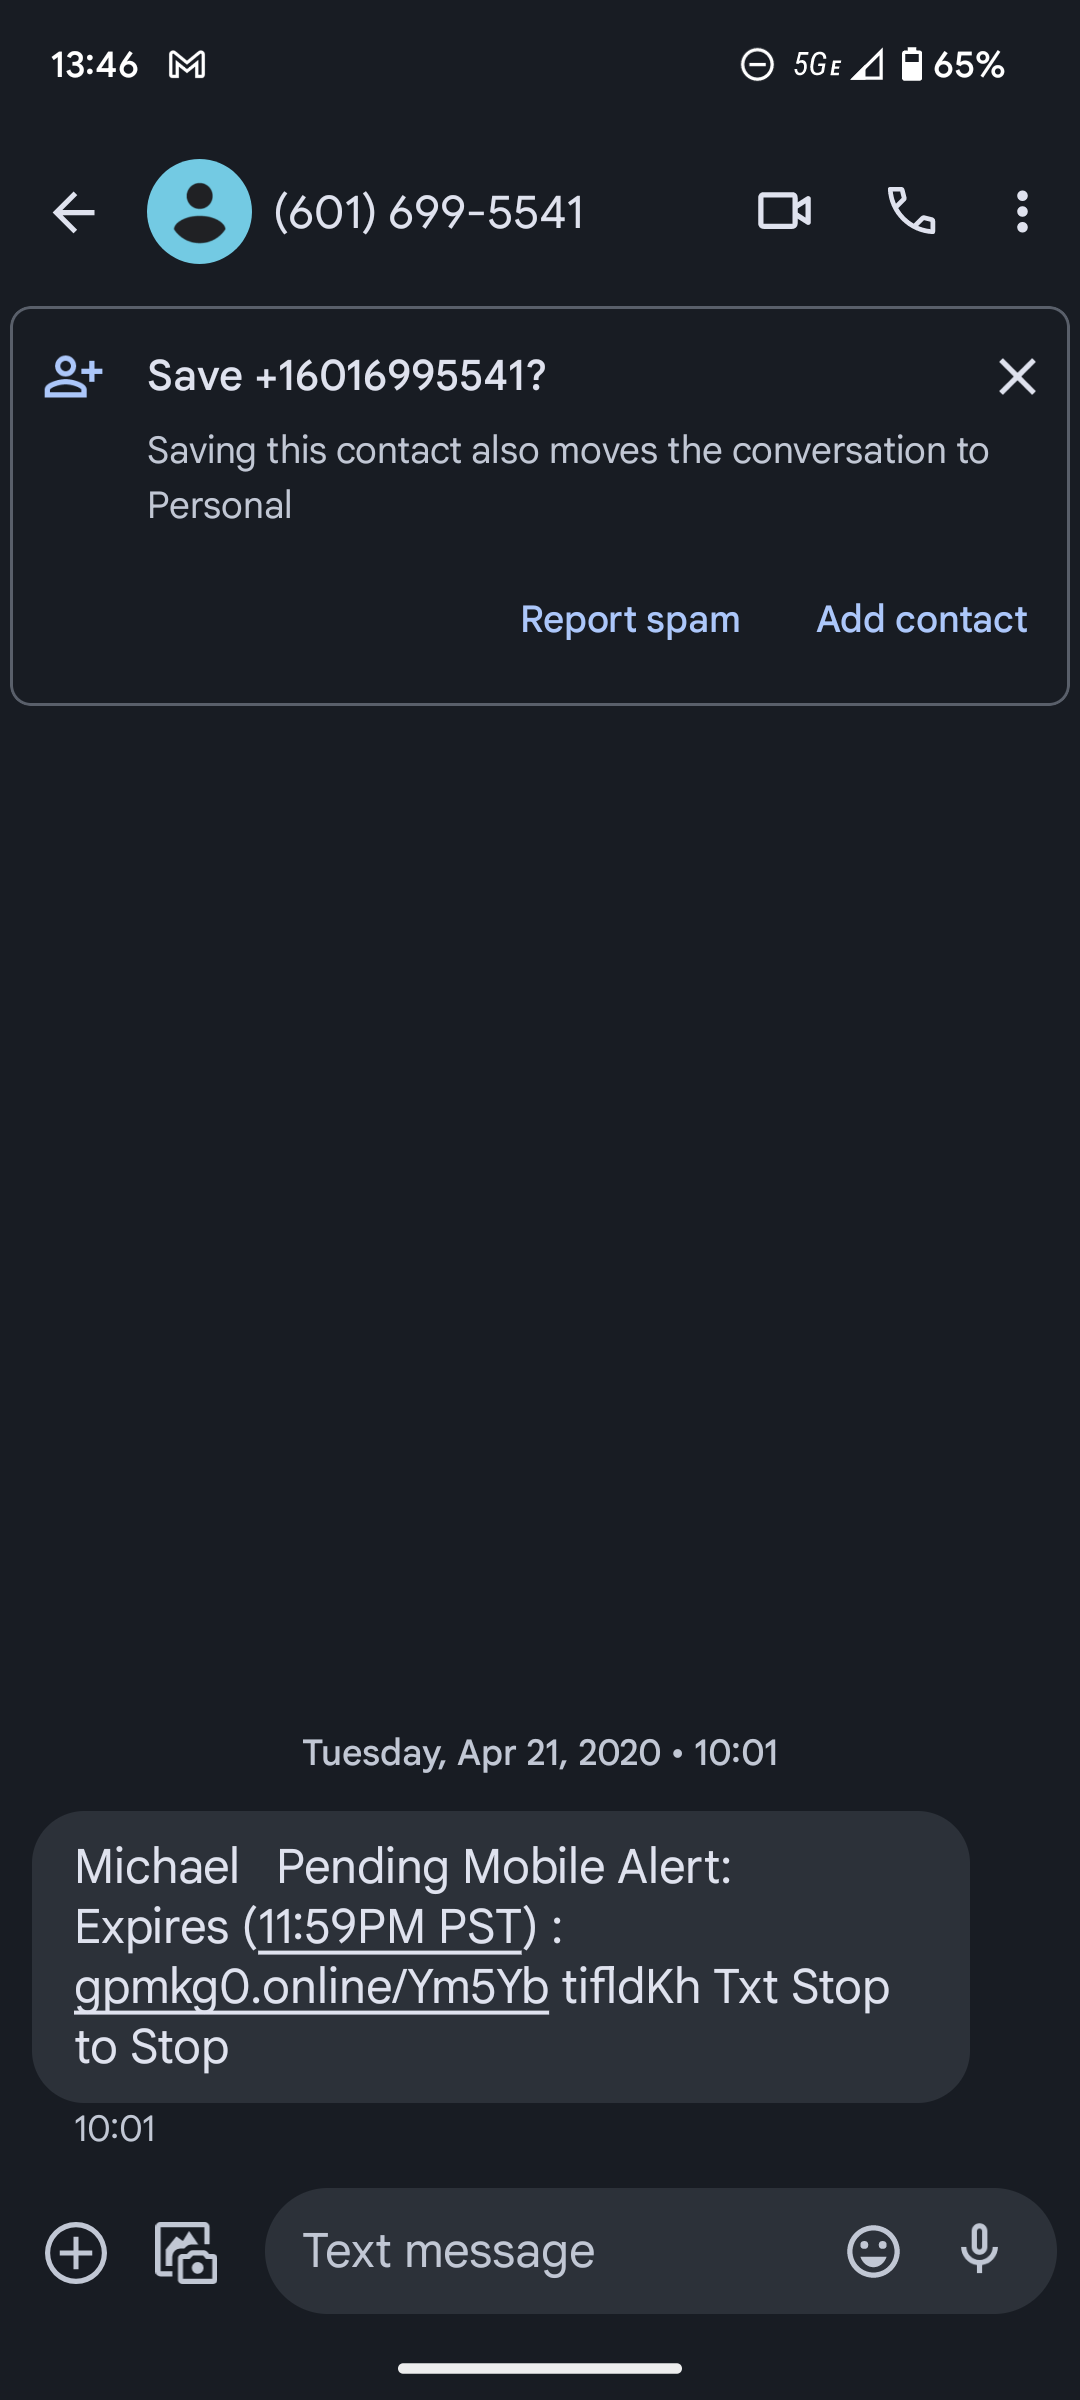 13:46 5GE 65%
(601) 699-5541
Save +16016995541?
Saving this contact also moves the conversation to
Personal
Report spam Add contact
Tuesday, Apr 21, 2020 • 10:01
Michael   Pending Mobile Alert:
Expires (11:59PM PST) :
gpmkg0.online/Ym5Yb tifldKh Txt Stop
to Stop
10:01
Text message